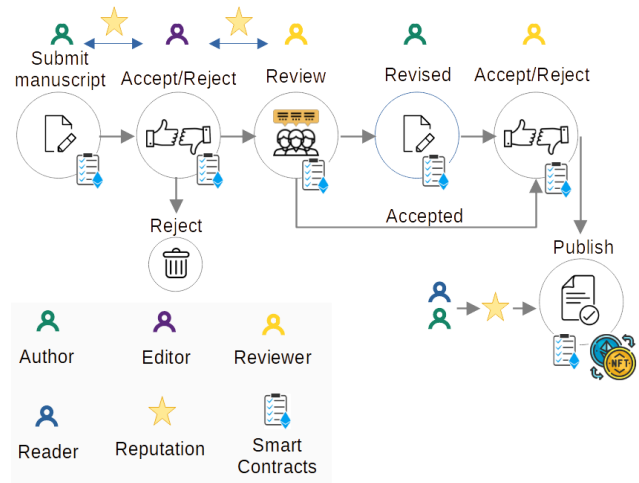 Submit
manuscript
Accept/Reject
Review
Revised
Accept/Reject
Accepted
Reject
Publish
NFT
Author
Editor
Reviewer
Reader
Reputation
Smart
Contracts